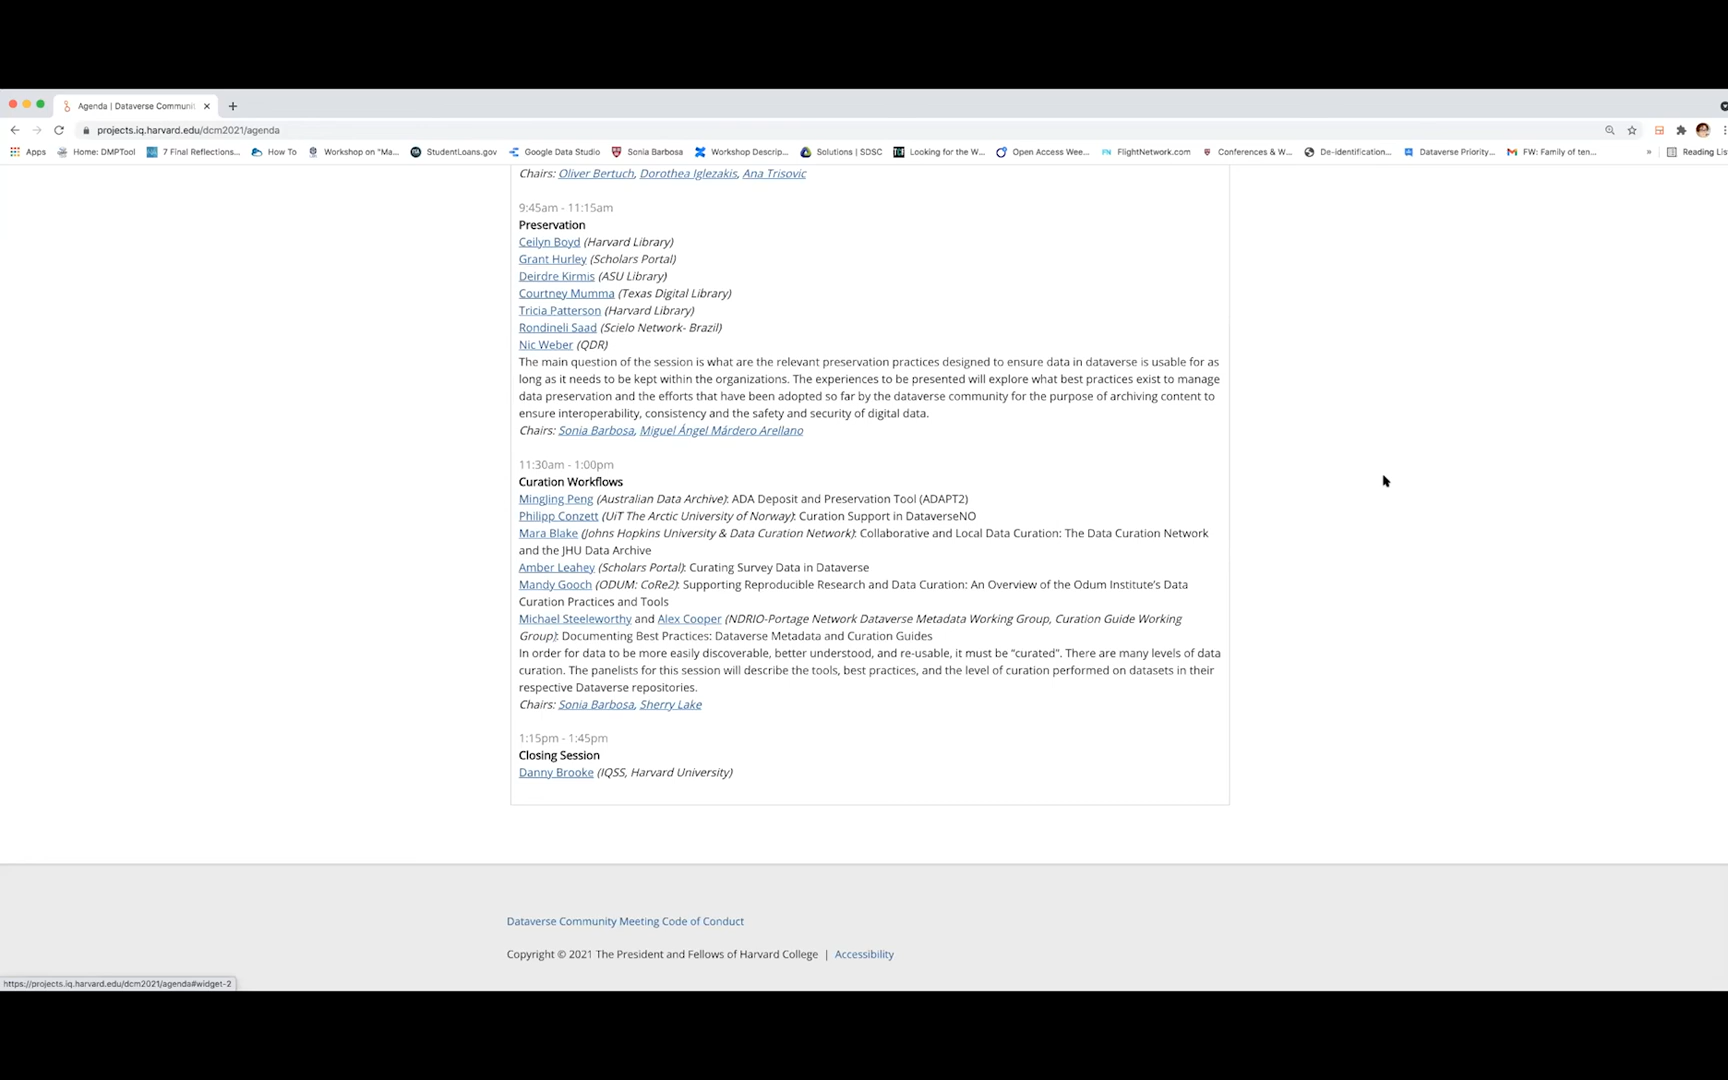 Agenda | Dataverse Communit
projects.iq.harvard.edu/dcm2021/agenda
Apps Home: DMPTool 7 Final Reflections... How To Workshop on "Ma... StudentLoans.gov Google Data Studio Sonia Barbosa Workshop Descrip... Solutions | SDSC Looking for the W... Open Access Wee... FlightNetwork.com Conferences & W... De-identification... Dataverse Priority... FW: Family of ten... » Reading List
Chairs: Oliver Bertuch, Dorothea Iglezakis, Ana Trisovic
9:45am - 11:15am
Preservation
Ceilyn Boyd (Harvard Library)
Grant Hurley (Scholars Portal)
Deirdre Kirmis (ASU Library)
Courtney Mumma (Texas Digital Library)
Tricia Patterson (Harvard Library)
Rondineli Saad (Scielo Network- Brazil)
Nic Weber (QDR)
The main question of the session is what are the relevant preservation practices designed to ensure data in dataverse is usable for as
long as it needs to be kept within the organizations. The experiences to be presented will explore what best practices exist to manage
data preservation and the efforts that have been adopted so far by the dataverse community for the purpose of archiving content to
ensure interoperability, consistency and the safety and security of digital data.
Chairs: Sonia Barbosa, Miguel Ángel Márdero Arellano
11:30am - 1:00pm
Curation Workflows
MingJing Peng (Australian Data Archive): ADA Deposit and Preservation Tool (ADAPT2)
Philipp Conzett (UiT The Arctic University of Norway): Curation Support in DataverseNO
Mara Blake (Johns Hopkins University & Data Curation Network): Collaborative and Local Data Curation: The Data Curation Network
and the JHU Data Archive
Amber Leahey (Scholars Portal): Curating Survey Data in Dataverse
Mandy Gooch (ODUM: CoRe2): Supporting Reproducible Research and Data Curation: An Overview of the Odum Institute's Data
Curation Practices and Tools
Michael Steeleworthy and Alex Cooper (NDRIO-Portage Network Dataverse Metadata Working Group, Curation Guide Working
Group): Documenting Best Practices: Dataverse Metadata and Curation Guides
In order for data to be more easily discoverable, better understood, and re-usable, it must be "curated". There are many levels of data
curation. The panelists for this session will describe the tools, best practices, and the level of curation performed on datasets in their
respective Dataverse repositories.
Chairs: Sonia Barbosa, Sherry Lake
1:15pm - 1:45pm
Closing Session
Danny Brooke (IQSS, Harvard University)
Dataverse Community Meeting Code of Conduct
Copyright © 2021 The President and Fellows of Harvard College | Accessibility
https://projects.iq.harvard.edu/dcm2021/agenda#widget-2